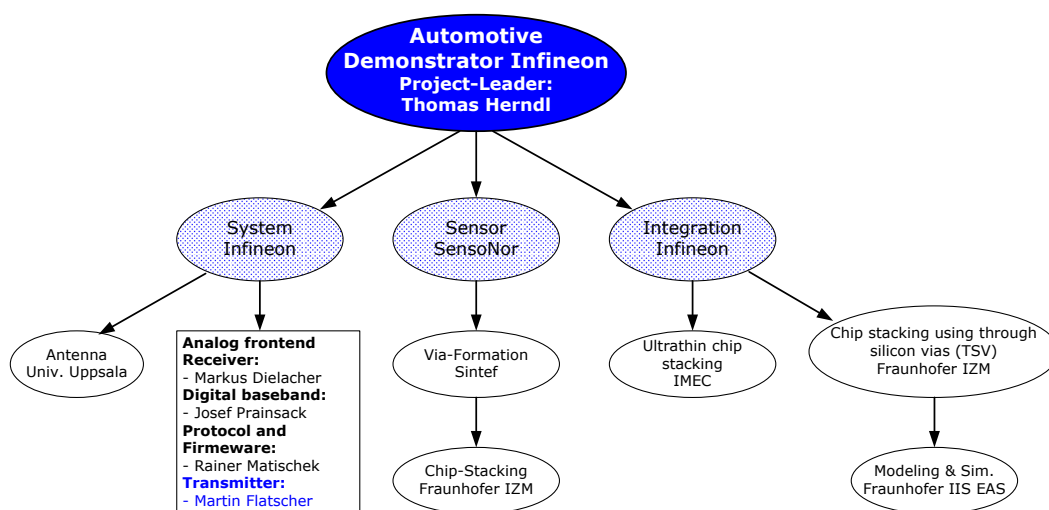 Automotive
Demonstrator Infineon
Project-Leader:
Thomas Herndl
System
Infineon
Sensor
SensoNor
Integration
Infineon
Antenna
Univ. Uppsala
Analog frontend
Receiver:
- Markus Dielacher
Digital baseband:
- Josef Prainsack
Protocol and
Firmeware:
- Rainer Matischek
Transmitter:
- Martin Flatscher
Via-Formation
Sintef
Ultrathin chip
stacking
IMEC
Chip stacking using through
silicon vias (TSV)
Fraunhofer IZM
Chip-Stacking
Fraunhofer IZM
Modeling & Sim.
Fraunhofer IIS EAS